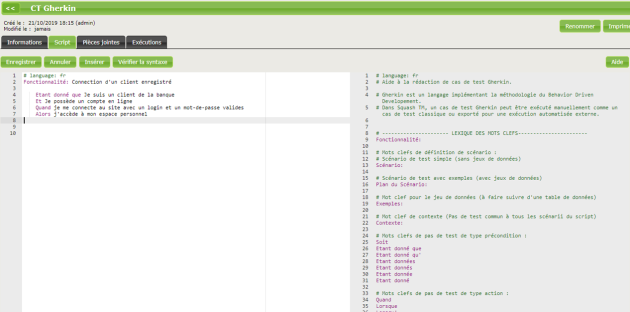 << CT Gherkin
Créé le : 21/10/2019 18:15 (admin)
Modifié le : jamais
Renommer Imprime
Informations Script Pièces jointes Exécutions
Enregistrer Annuler Insérer Vérifier la syntaxe Aide
1 # language: fr
2 Fonctionnalité: Connection d'un client enregistré
3
4 Etant donné que Je suis un client de la banque
5 Et Je possède un compte en ligne
6 Quand je me connecte au site avec un login et un mot-de-passe valides
7 Alors j'accède à mon espace personnel
8
9
10
1 # language: fr
2 # Aide à la rédaction de cas de test Gherkin.
3
4 # Gherkin est un langage implémentant la méthodologie du Behavior Driven
Developement.
5 # Dans Squash TM, un cas de test Gherkin peut être exécuté manuellement comme un
cas de test classique ou exporté pour une exécution automatisée externe.
6
7
8 # ---------------------- LEXIQUE DES MOTS CLEFS-----------------------
9 Fonctionnalité:
10
11 # Mots clefs de définition de scénario :
12 # Scénario de test simple (sans jeux de données)
13 Scénario:
14
15 # Scénario de test avec exemples (avec jeux de données)
16 Plan du Scénario:
17
18 # Mot clef pour le jeu de données (à faire suivre d'une table de données)
19 Exemples:
20
21 # Mot clef de contexte (Pas de test commun à tous les scénarii du script)
22 Contexte:
23
24 # Mots clefs de pas de test de type précondition :
25 Soit
26 Etant donné que
27 Etant donné qu'
28 Etant données
29 Etant donnés
30 Etant donnée
31 Etant donné
32
33 # Mots clefs de pas de test de type action :
34 Quand
35 Lorsque